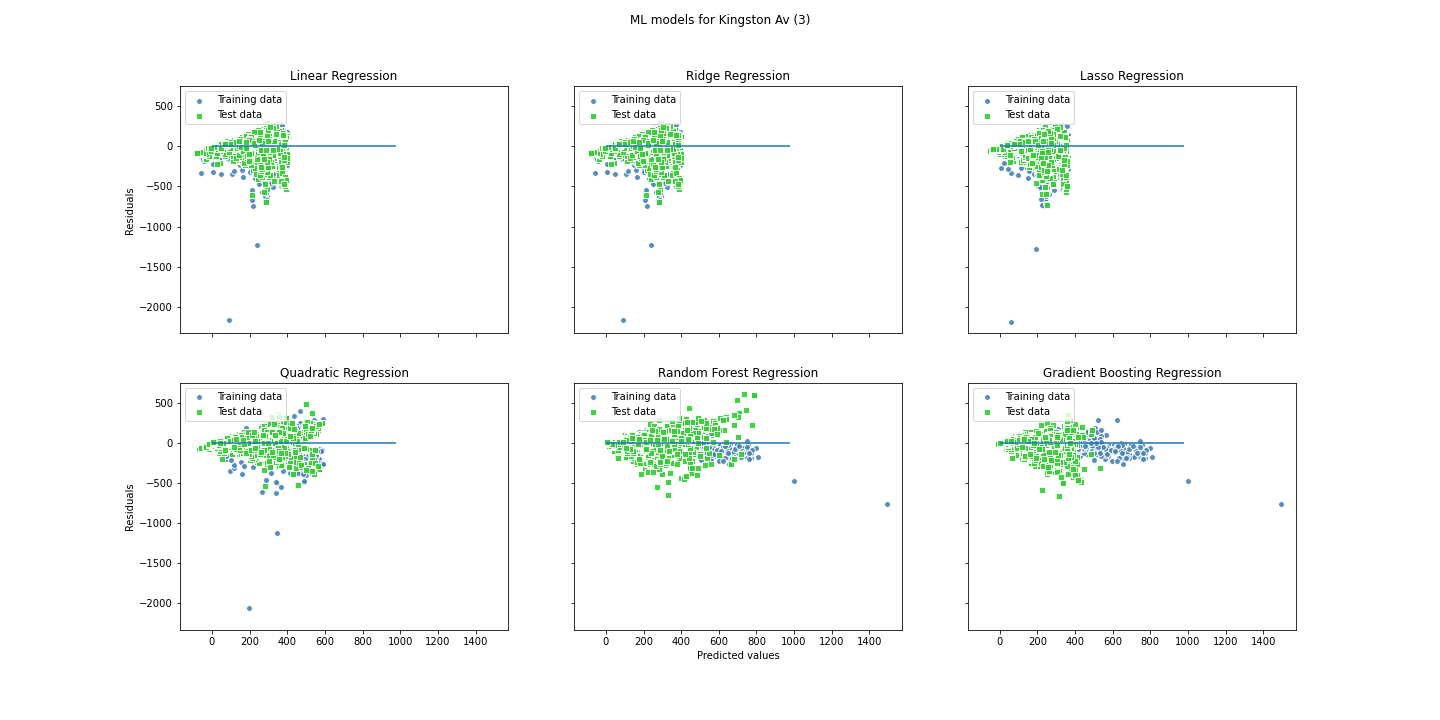 ML models for Kingston Av (3)
Linear Regression
Ridge Regression
Lasso Regression
Training data
Test data
Training data
Test data
Training data
Test data
500
0
−500
−1000
−1500
−2000
Residuals
Quadratic Regression
Random Forest Regression
Gradient Boosting Regression
Training data
Test data
Training data
Test data
Training data
Test data
500
0
−500
−1000
−1500
−2000
Residuals
0 200 400 600 800 1000 1200 1400
0 200 400 600 800 1000 1200 1400
0 200 400 600 800 1000 1200 1400
Predicted values